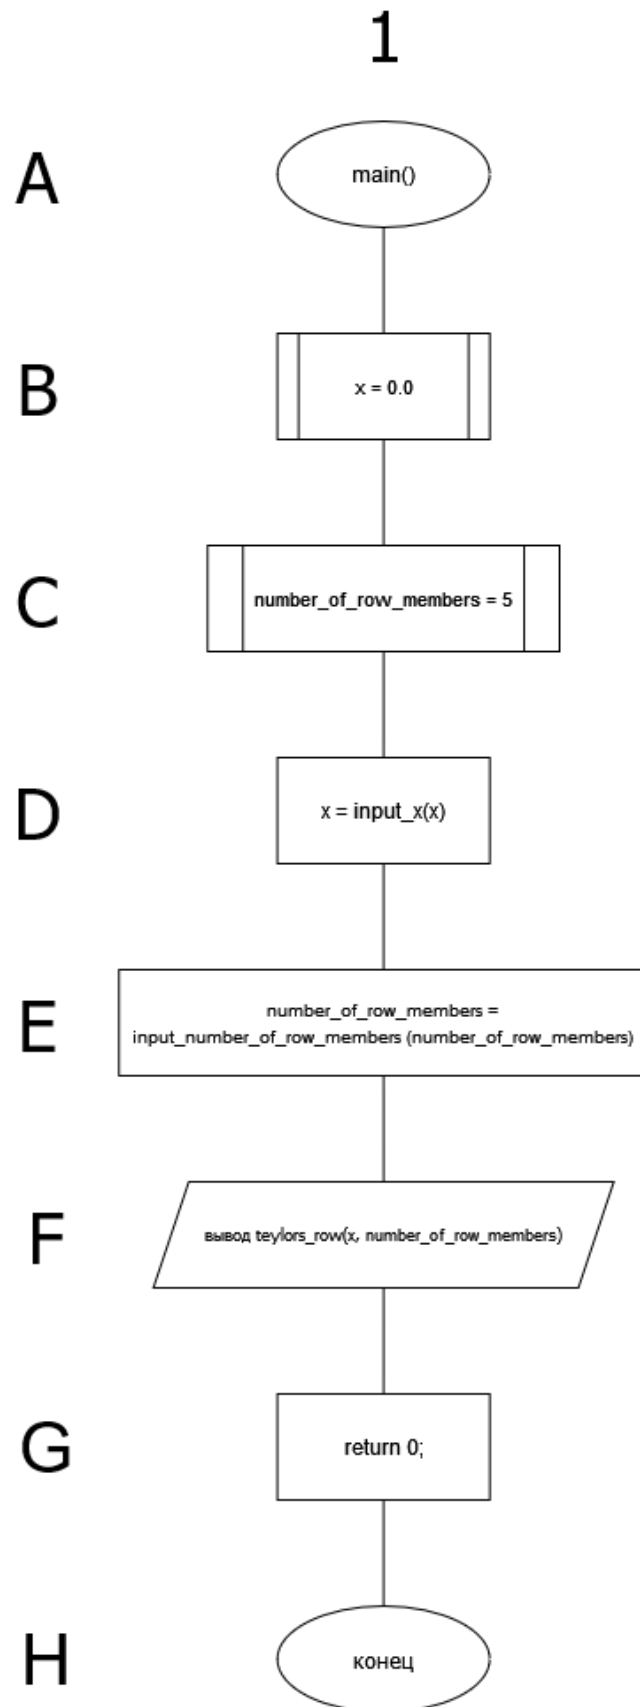 1
A
main()
B
x = 0.0
C
number_of_row_members = 5
D
x = input_x(x)
E
number_of_row_members =
input_number_of_row_members (number_of_row_members)
F
вывод teylors_row(x, number_of_row_members)
G
return 0;
H
конец